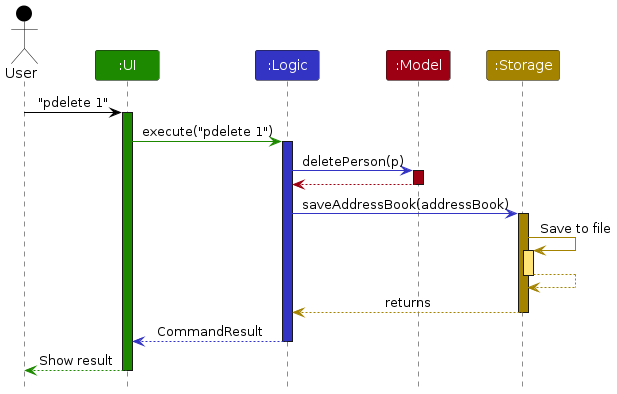 User
:UI
:Logic
:Model
:Storage
"pdelete 1"
execute("pdelete 1")
deletePerson(p)
saveAddressBook(addressBook)
Save to file
returns
CommandResult
Show result